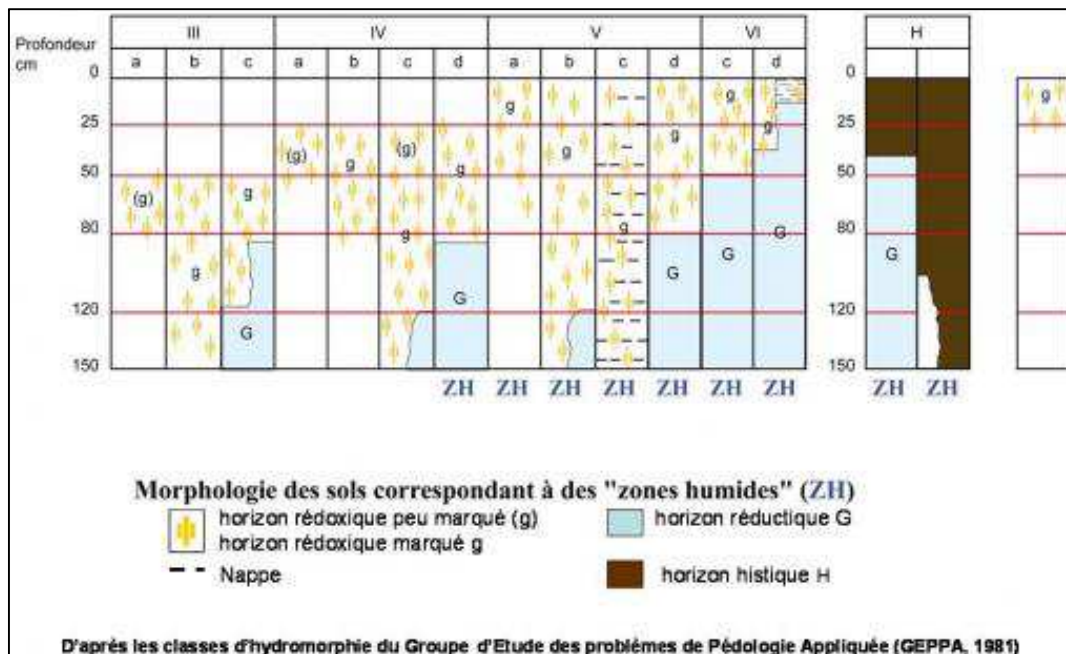 III IV V VI H
Profondeur cm a b c a b c d a b c d c d
0 0
g g g
25 25
(g) g (g) g g g g
50 50
(g) g g
80 80
g g G G G G G
120 120
G
150 150
ZH ZH ZH ZH ZH ZH ZH ZH ZH
Morphologie des sols correspondant à des "zones humides" (ZH)
horizon rédoxique peu marqué (g) horizon réductique G
horizon rédoxique marqué g
Nappe horizon histique H
D'après les classes d'hydromorphie du Groupe d'Etude des problèmes de Pédologie Appliquée (GEPPA, 1981)